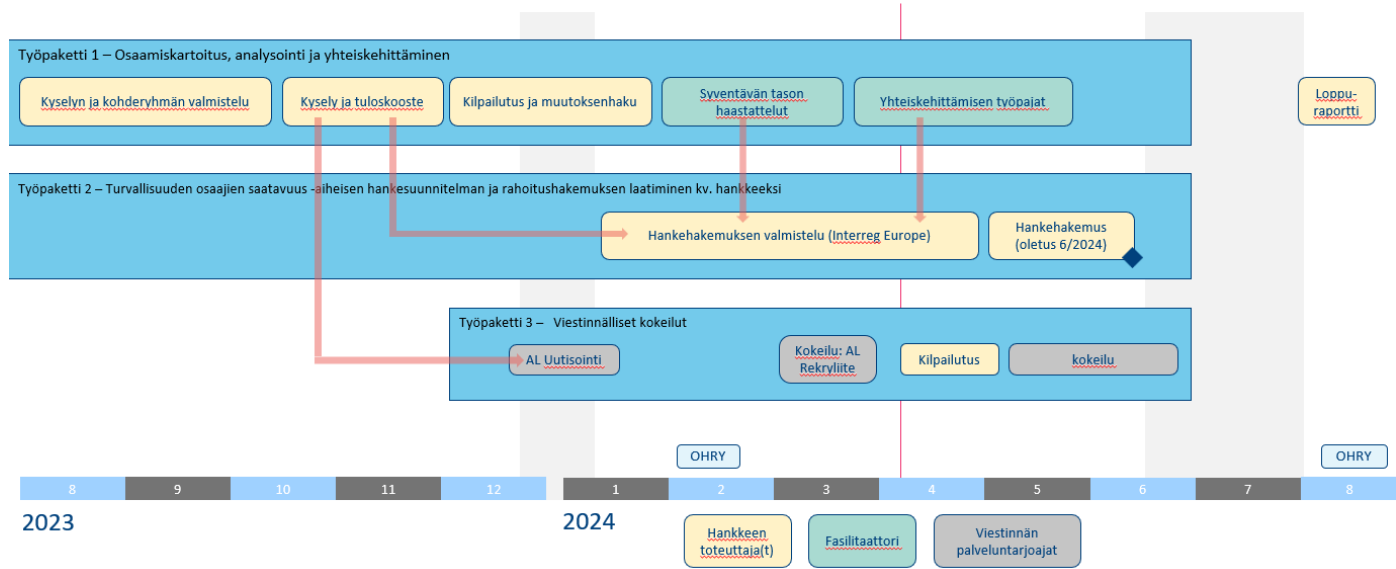 Työpaketti 1 – Osaamiskartoitus, analysointi ja yhteiskehittäminen
Kyselyn ja kohderyhmän valmistelu
Kysely ja tuloskooste
Kilpailutus ja muutoksenhaku
Syventävän tason
haastattelut
Yhteiskehittämisen työpajat
Loppu-
raportti
Työpaketti 2 – Turvallisuuden osaajien saatavuus -aiheisen hankesuunnitelman ja rahoitushakemuksen laatiminen kv. hankkeeksi
Hankehakemuksen valmistelu (Interreg Europe)
Hankehakemus
(oletus 6/2024)
Työpaketti 3 – Viestinnälliset kokeilut
AL Uutisointi
Kokeilu: AL
Rekryliite
Kilpailutus
kokeilu
OHRY
OHRY
8
9
10
11
12
1
2
3
4
5
6
7
8
2023
2024
Hankkeen
toteuttaja(t)
Fasilitaattori
Viestinnän
palveluntarjoajat